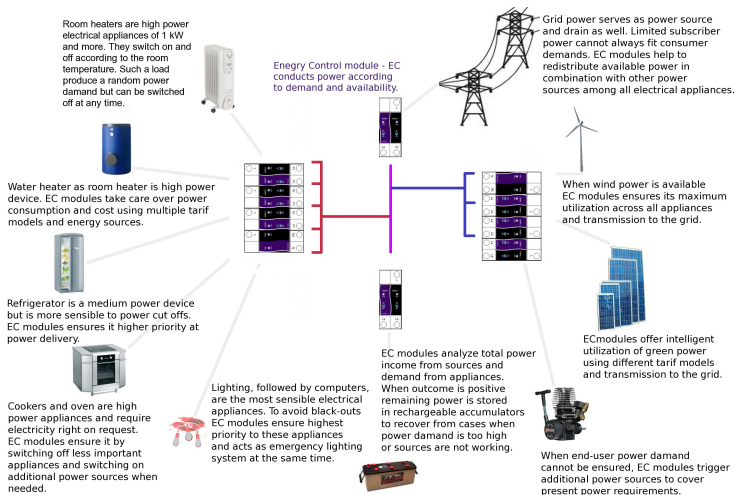 Room heaters are high power
electrical appliances of 1 kW
and more. They switch on and
off according to the room
temperature. Such a load
produce a random power
damand but can be switched
off at any time.
Enegry Control module - EC
conducts power according
to demand and availability.
Grid power serves as power source
and drain as well. Limited subscriber
power cannot always fit consumer
demands. EC modules help to
redistribute available power in
combination with other power
sources among all electrical appliances.
Water heater as room heater is high power
device. EC modules take care over power
consumption and cost using multiple tarif
models and energy sources.
When wind power is available
EC modules ensures its maximum
utilization across all appliances
and transmission to the grid.
Refrigerator is a medium power device
but is more sensible to power cut offs.
EC modules ensures it higher priority at
power delivery.
ECmodules offer intelligent
utilization of green power
using different tarif models
and transmission to the grid.
Cookers and oven are high
power appliances and require
electricity right on request.
EC modules ensure it by
switching off less important
appliances and switching on
additional power sources when
needed.
Lighting, followed by computers,
are the most sensible electrical
appliances. To avoid black-outs
EC modules ensure highest
priority to these appliances
and acts as emergency lighting
system at the same time.
EC modules analyze total power
income from sources and
demand from appliances.
When outcome is positive
remaining power is stored
in rechargeable accumulators
to recover from cases when
power damand is too high
or sources are not working.
When end-user power damand
cannot be ensured, EC modules trigger
additional power sources to cover
present power requirements.